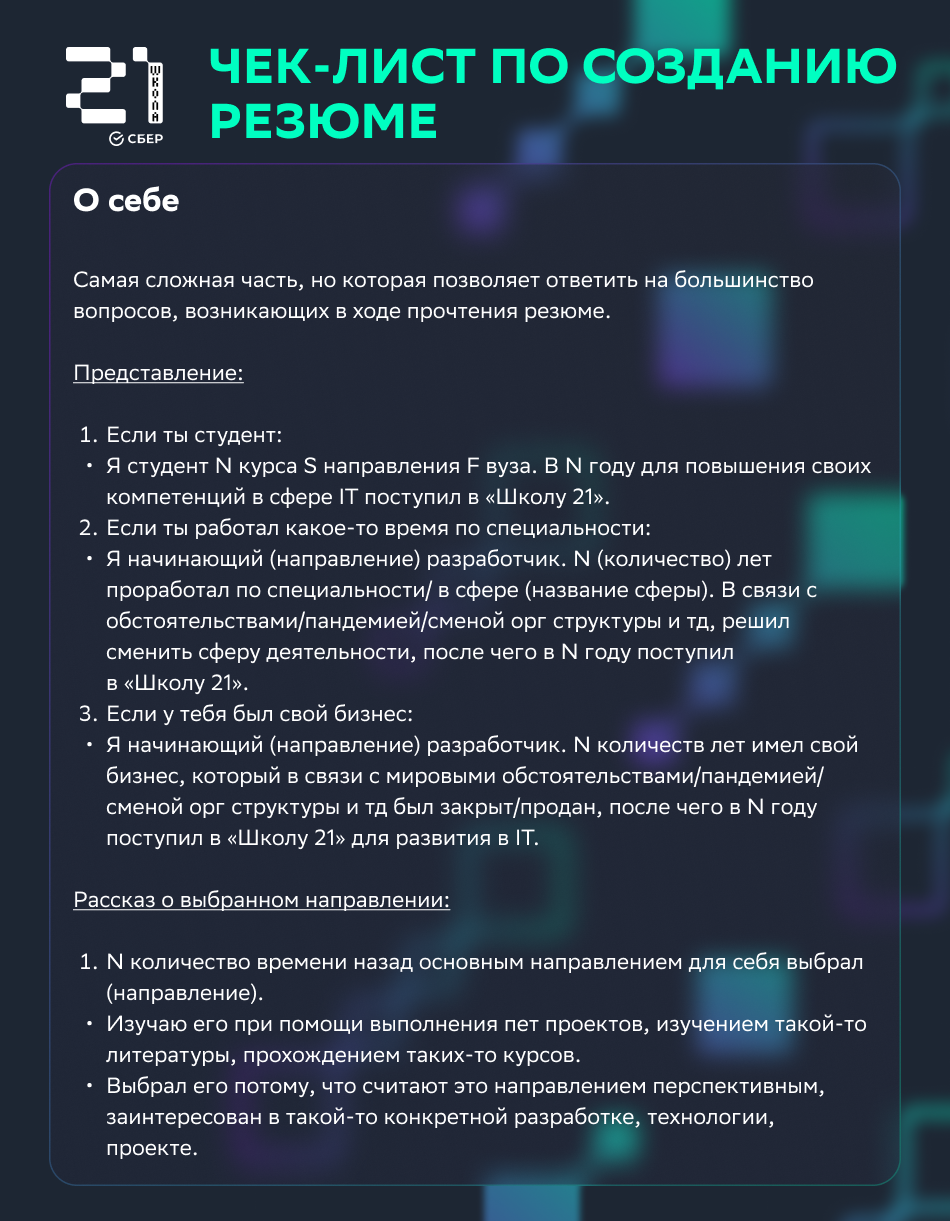 21
ШКОЛА
СБЕР
ЧЕК-ЛИСТ ПО СОЗДАНИЮ
РЕЗЮМЕ
О себе
Самая сложная часть, но которая позволяет ответить на большинство
вопросов, возникающих в ходе прочтения резюме.
Представление:
1. Если ты студент:
• Я студент N курса S направления F вуза. В N году для повышения своих
компетенций в сфере IT поступил в «Школу 21».
2. Если ты работал какое-то время по специальности:
• Я начинающий (направление) разработчик. N (количество) лет
проработал по специальности/ в сфере (название сферы). В связи с
обстоятельствами/пандемией/сменой орг структуры и тд, решил
сменить сферу деятельности, после чего в N году поступил
в «Школу 21».
3. Если у тебя был свой бизнес:
• Я начинающий (направление) разработчик. N количеств лет имел свой
бизнес, который в связи с мировыми обстоятельствами/пандемией/
сменой орг структуры и тд был закрыт/продан, после чего в N году
поступил в «Школу 21» для развития в IT.
Рассказ о выбранном направлении:
1. N количество времени назад основным направлением для себя выбрал
(направление).
• Изучаю его при помощи выполнения пет проектов, изучением такой-то
литературы, прохождением таких-то курсов.
• Выбрал его потому, что считают это направлением перспективным,
заинтересован в такой-то конкретной разработке, технологии,
проекте.